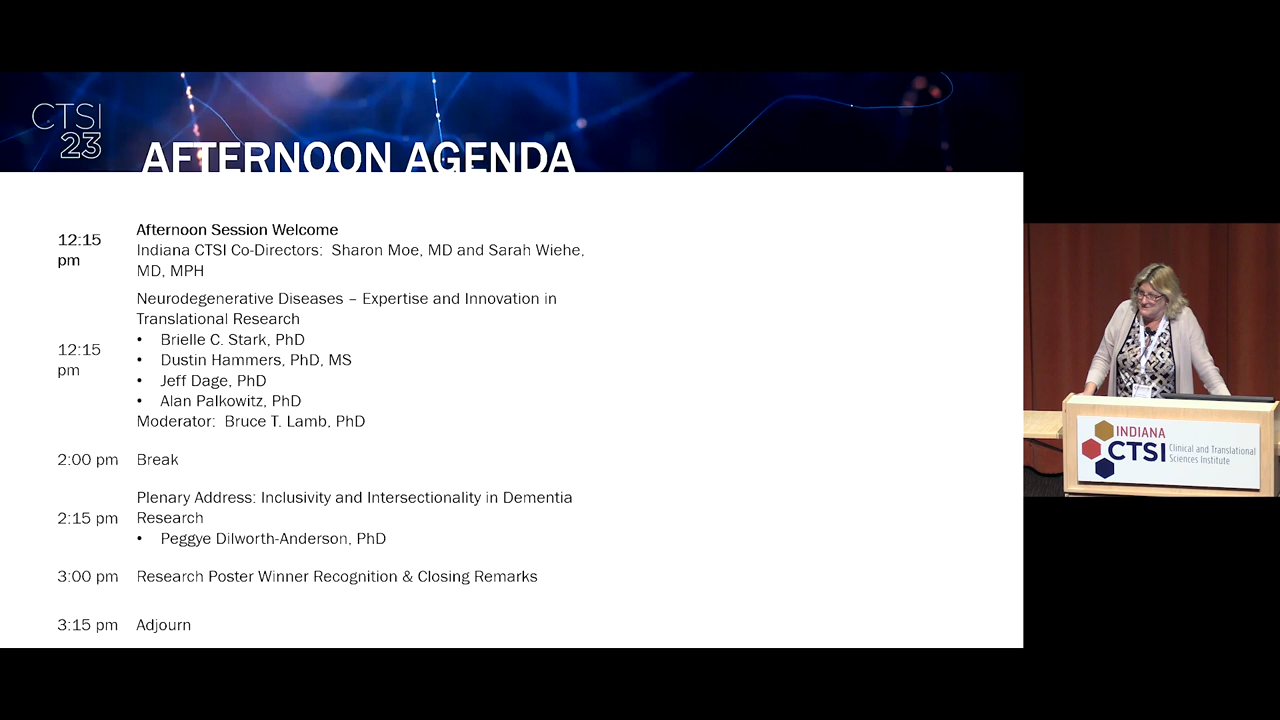 CTSI
23
AFTERNOON AGENDA
12:15 pm
Afternoon Session Welcome
Indiana CTSI Co-Directors:  Sharon Moe, MD and Sarah Wiehe,
MD, MPH
12:15 pm
Neurodegenerative Diseases – Expertise and Innovation in
Translational Research
• Brielle C. Stark, PhD
• Dustin Hammers, PhD, MS
• Jeff Dage, PhD
• Alan Palkowitz, PhD
Moderator:  Bruce T. Lamb, PhD
2:00 pm Break
2:15 pm
Plenary Address: Inclusivity and Intersectionality in Dementia
Research
• Peggye Dilworth-Anderson, PhD
3:00 pm Research Poster Winner Recognition & Closing Remarks
3:15 pm Adjourn
INDIANA
CTSI
Clinical and Translational
Sciences Institute